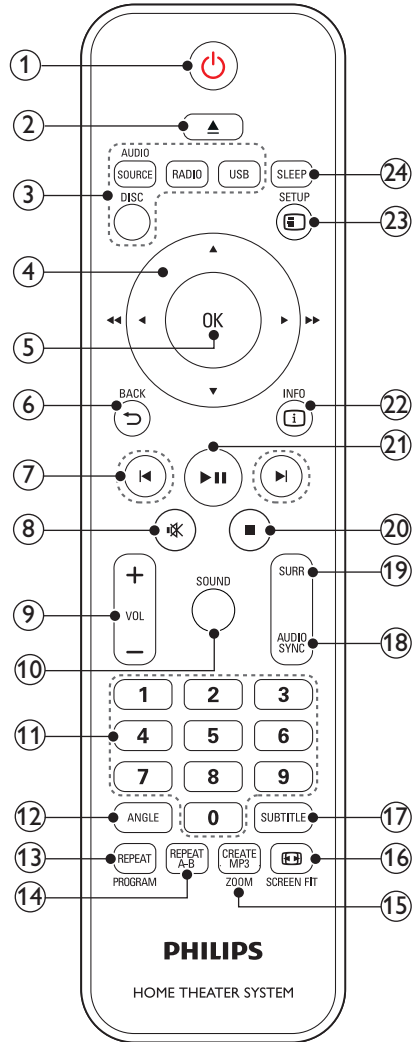 1
2
AUDIO
3 SOURCE RADIO USB SLEEP 24
DISC SETUP
23
4
OK
5
6 BACK INFO 22
i
21
7
8 20
+ SURR 19
9 VOL SOUND
− AUDIO SYNC 18
10
1 2 3
11 4 5 6
7 8 9
12 ANGLE 0 SUBTITLE 17
13 REPEAT REPEAT A-B CREATE MP3 16
PROGRAM 14 ZOOM SCREEN FIT
15
PHILIPS
HOME THEATER SYSTEM